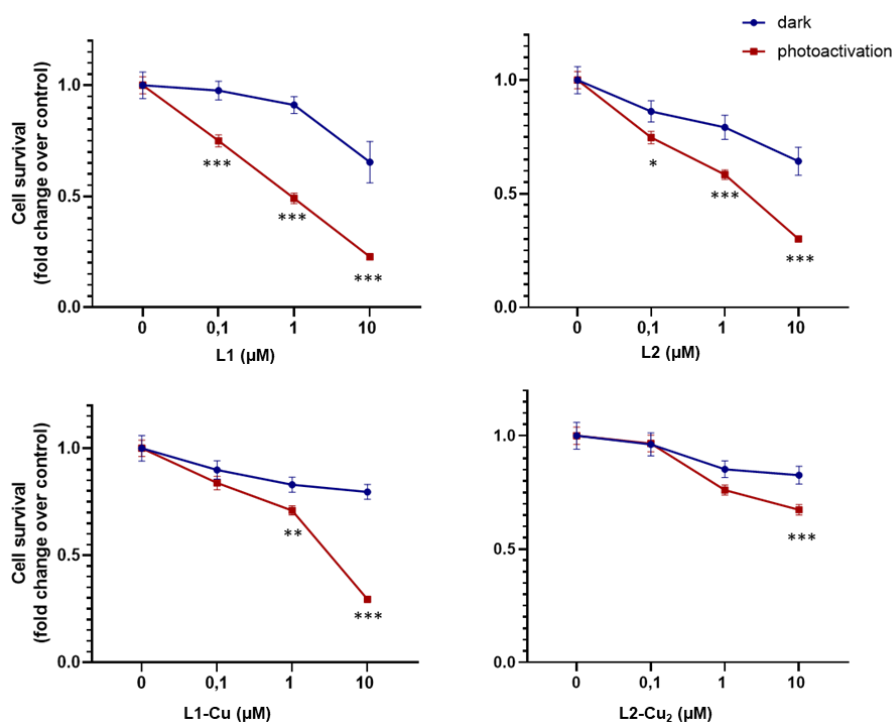 dark
photoactivation
Cell survival
(fold change over control)
1.0
0.5
0.0
***
***
***
0 0,1 1 10
L1 (µM)
1.0
0.5
0.0
*
***
***
0 0,1 1 10
L2 (µM)
Cell survival
(fold change over control)
1.0
0.5
0.0
**
***
0 0,1 1 10
L1-Cu (µM)
1.0
0.5
0.0
***
0 0,1 1 10
L2-Cu₂ (µM)